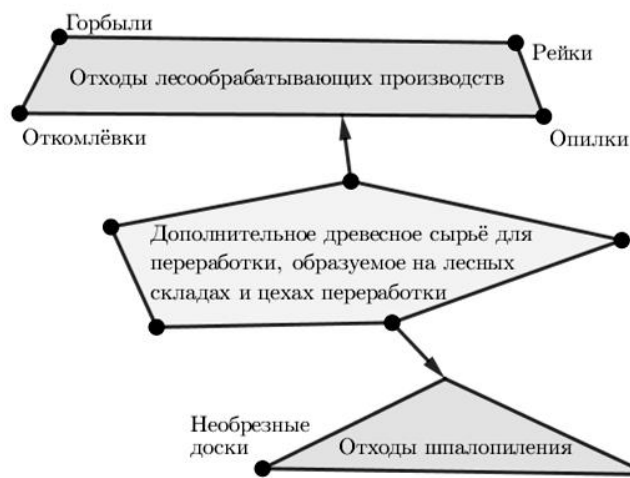 Горбыли
Рейки
Отходы лесообрабатывающих производств
Откомлёвки
Опилки
Дополнительное древесное сырьё для
переработки, образуемое на лесных
складах и цехах переработки
Необрезные
доски
Отходы шпалопиления